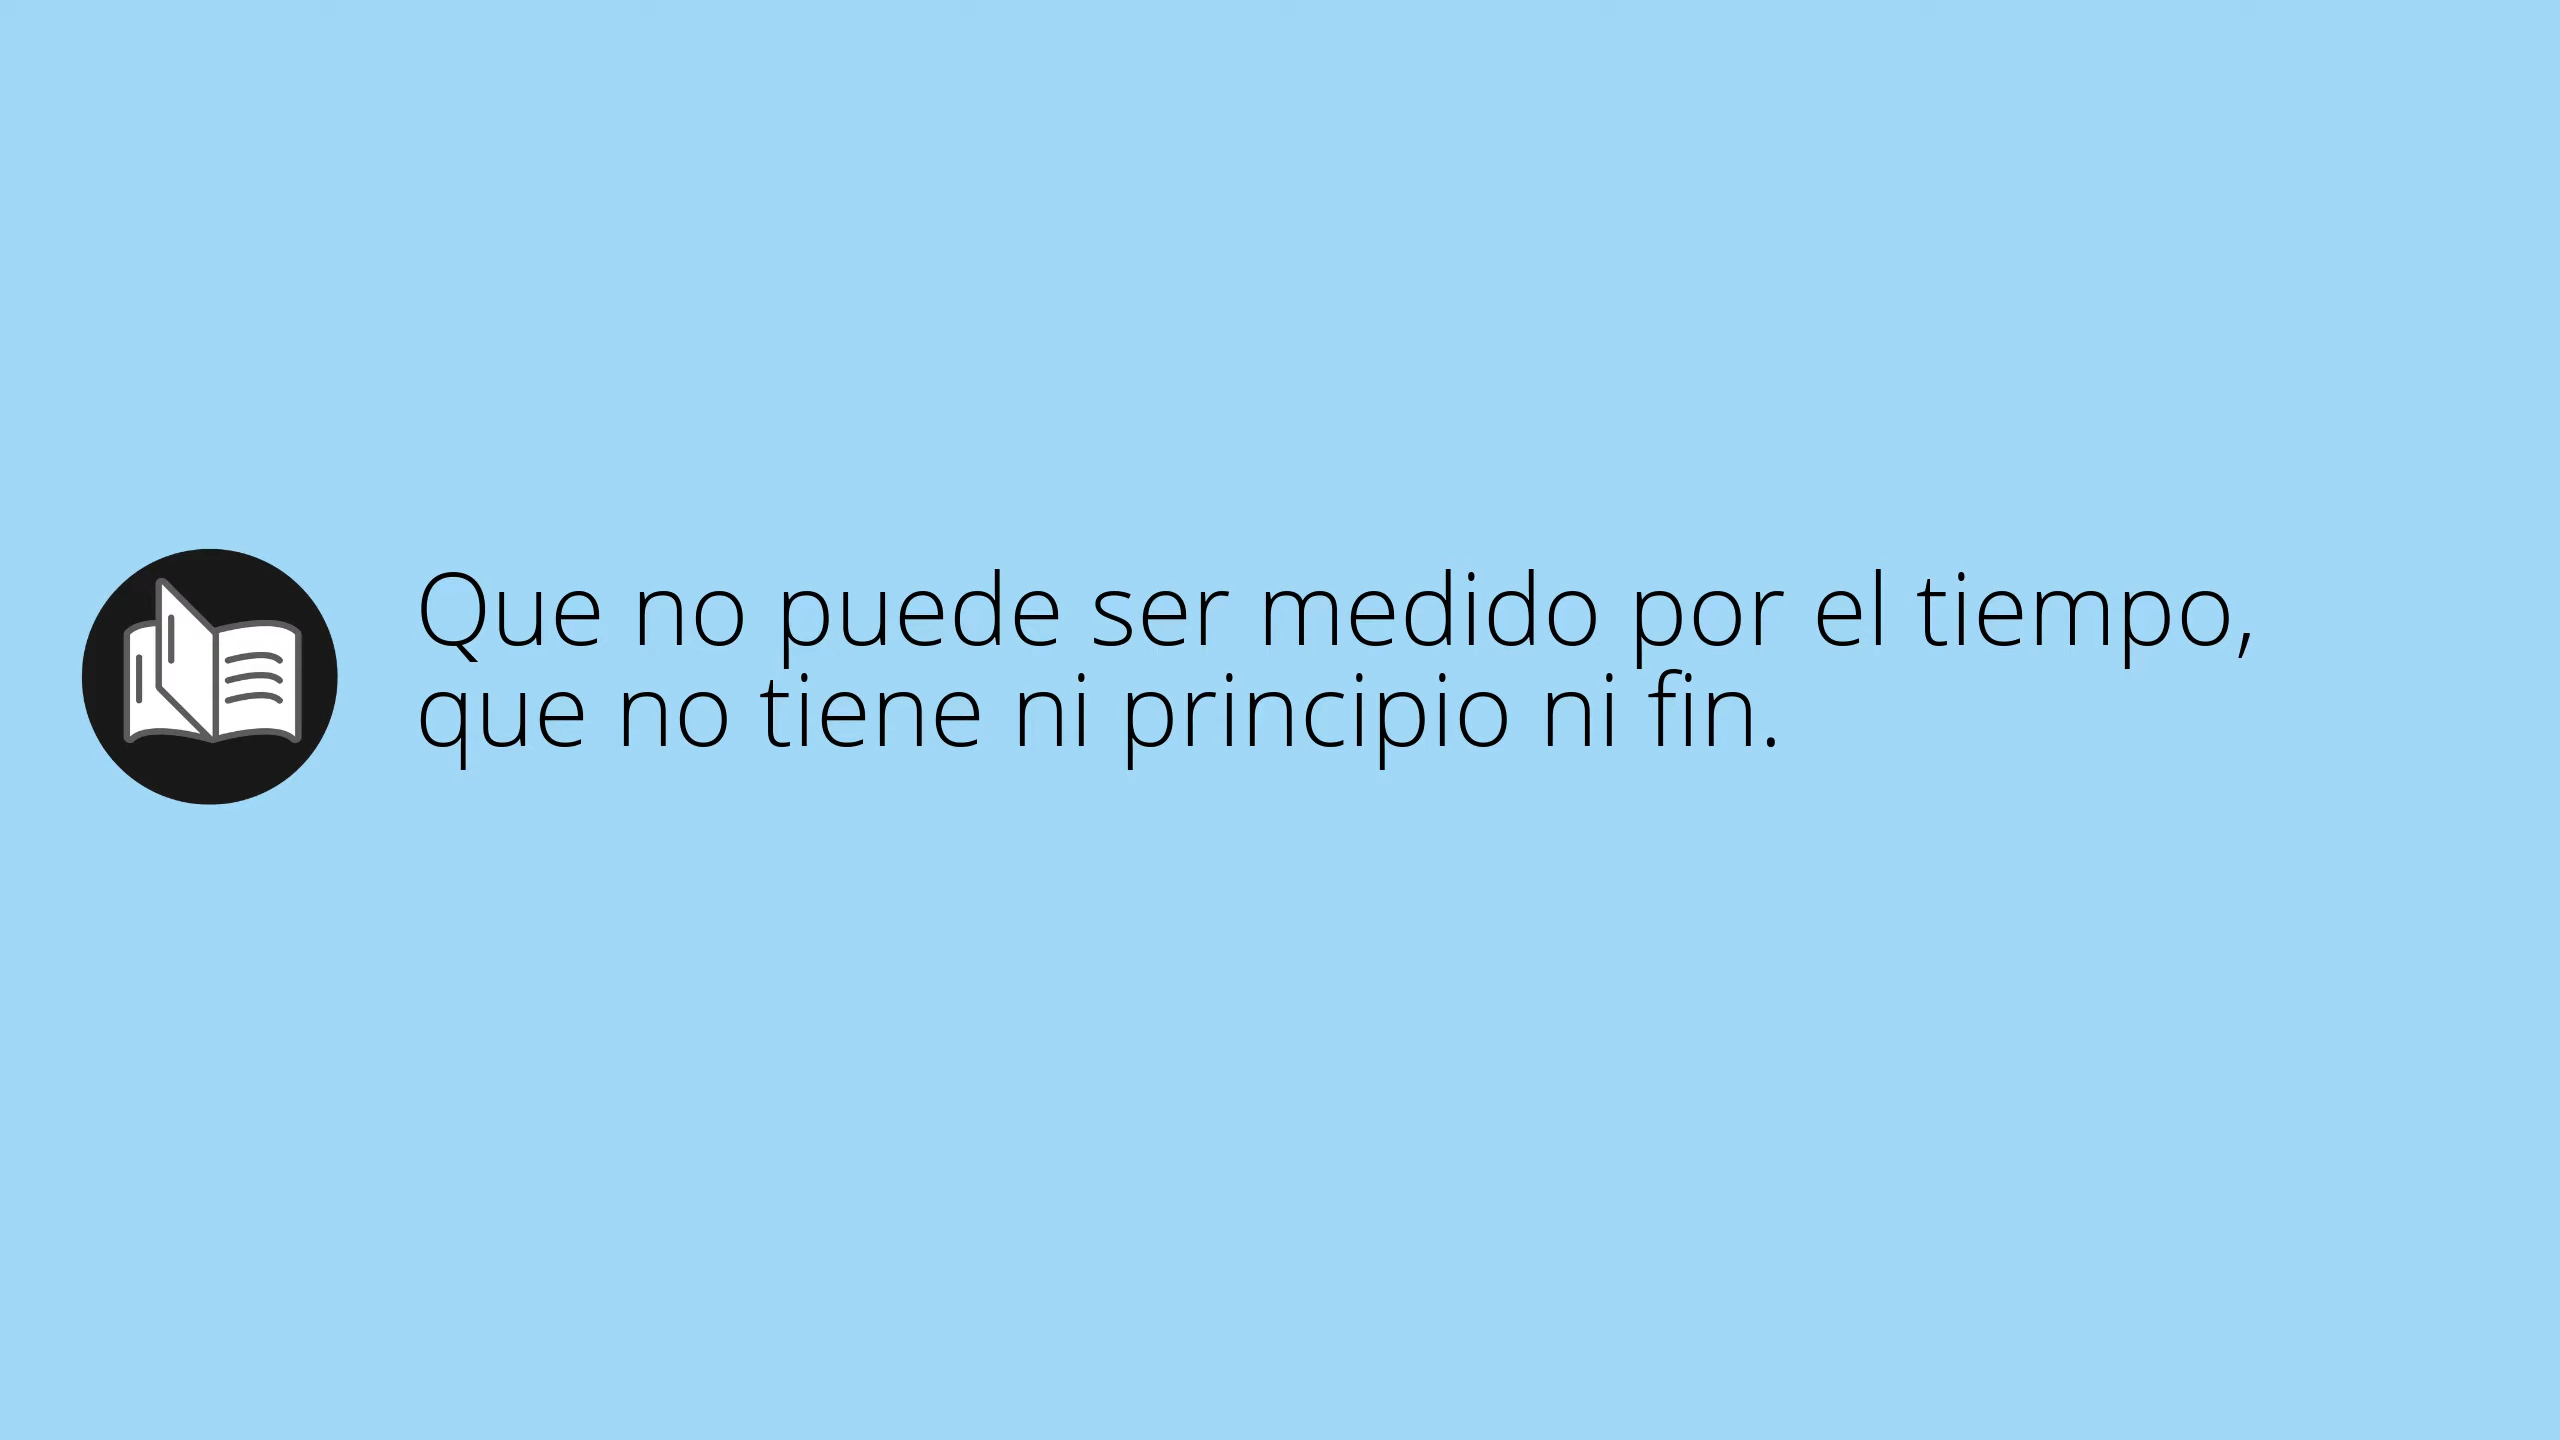 Que no puede ser medido por el tiempo,
que no tiene ni principio ni fin.